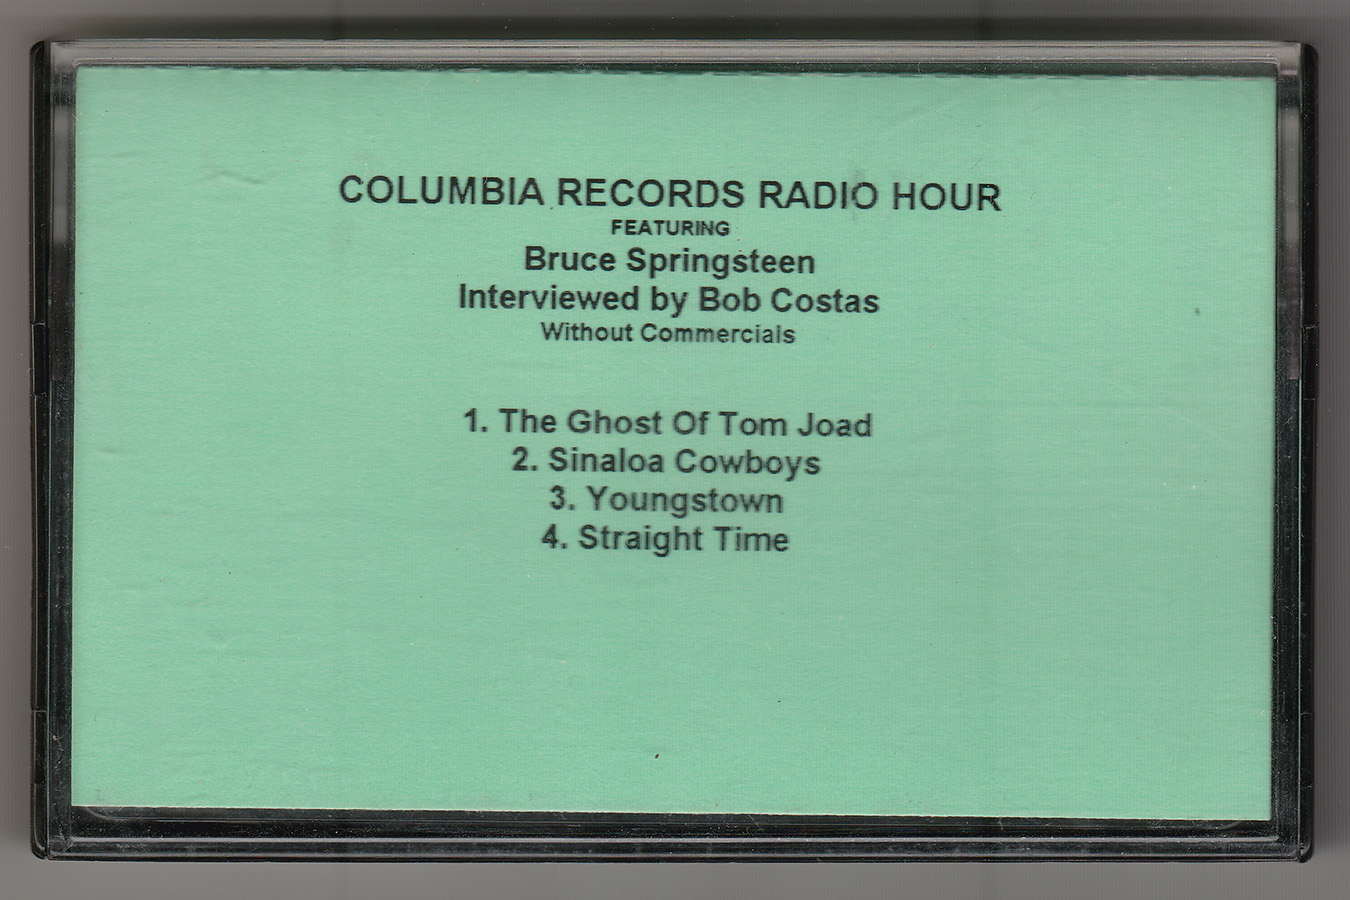 COLUMBIA RECORDS RADIO HOUR
FEATURING
Bruce Springsteen
Interviewed by Bob Costas
Without Commercials
1. The Ghost Of Tom Joad
2. Sinaloa Cowboys
3. Youngstown
4. Straight Time